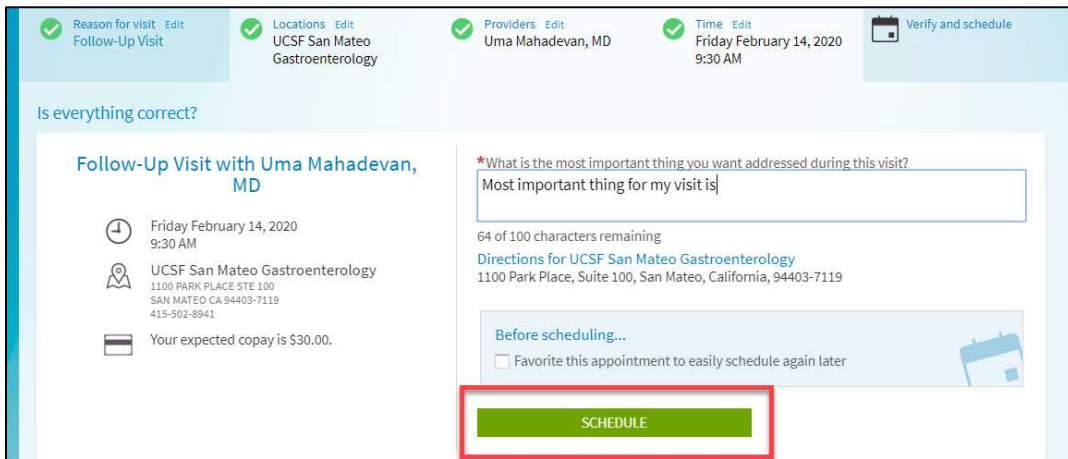 Reason for visit Edit
Follow-Up Visit
Locations Edit
UCSF San Mateo
Gastroenterology
Providers Edit
Uma Mahadevan, MD
Time Edit
Friday February 14, 2020
9:30 AM
Verify and schedule
Is everything correct?
Follow-Up Visit with Uma Mahadevan,
MD
Friday February 14, 2020
9:30 AM
UCSF San Mateo Gastroenterology
1100 PARK PLACE STE 100
SAN MATEO CA 94403-7119
415-502-8941
Your expected copay is $30.00.
*What is the most important thing you want addressed during this visit?
Most important thing for my visit is
64 of 100 characters remaining
Directions for UCSF San Mateo Gastroenterology
1100 Park Place, Suite 100, San Mateo, California, 94403-7119
Before scheduling...
Favorite this appointment to easily schedule again later
SCHEDULE